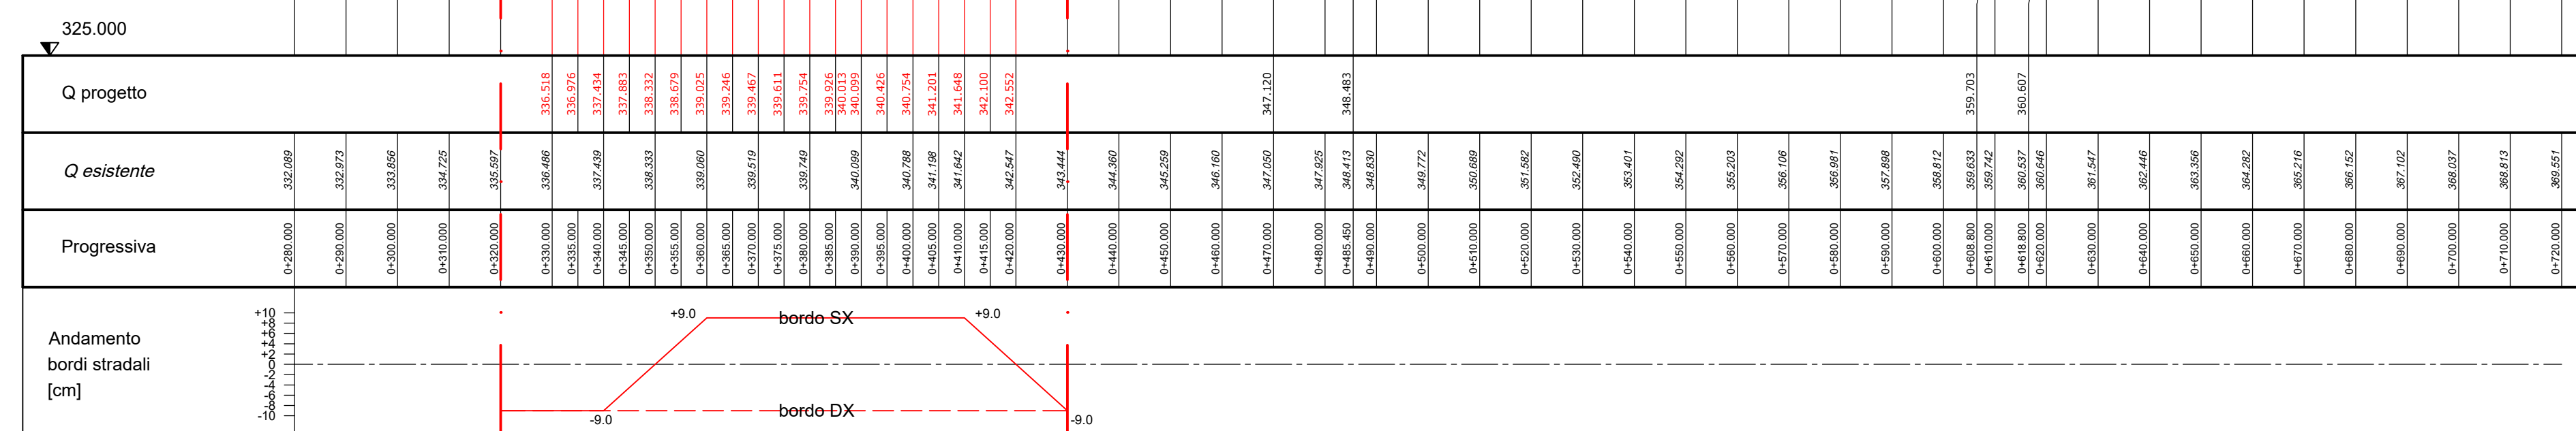 325.000
Q progetto
336.518 336.976 337.434 337.883 338.332 338.679 339.025 339.246 339.467 339.611 339.754 339.926 340.013 340.099 340.426 340.754 341.201 341.648 342.100 342.552 347.120 348.483 359.703 360.607
Q esistente
332.089 332.973 333.856 334.725 335.597 336.486 337.439 338.333 339.060 339.519 339.749 340.099 340.788 341.198 341.642 342.547 343.444 344.360 345.259 346.160 347.050 347.925 348.413 348.830 349.772 350.689 351.582 352.490 353.401 354.292 355.203 356.106 356.981 357.898 358.812 359.633 359.742 360.537 360.646 361.547 362.446 363.356 364.282 365.216 366.152 367.102 368.037 368.813 369.551
Progressiva
0+280.000 0+290.000 0+300.000 0+310.000 0+320.000 0+330.000 0+335.000 0+340.000 0+345.000 0+350.000 0+355.000 0+360.000 0+365.000 0+370.000 0+375.000 0+380.000 0+385.000 0+390.000 0+395.000 0+400.000 0+405.000 0+410.000 0+415.000 0+420.000 0+430.000 0+440.000 0+450.000 0+460.000 0+470.000 0+480.000 0+485.450 0+490.000 0+500.000 0+510.000 0+520.000 0+530.000 0+540.000 0+550.000 0+560.000 0+570.000 0+580.000 0+590.000 0+600.000 0+608.800 0+610.000 0+618.800 0+620.000 0+630.000 0+640.000 0+650.000 0+660.000 0+670.000 0+680.000 0+690.000 0+700.000 0+710.000 0+720.000
Andamento
bordi stradali
[cm]
+10
+8
+6
+4
+2
0
-2
-4
-6
-8
-10
+9.0 bordo SX +9.0
-9.0 bordo DX -9.0